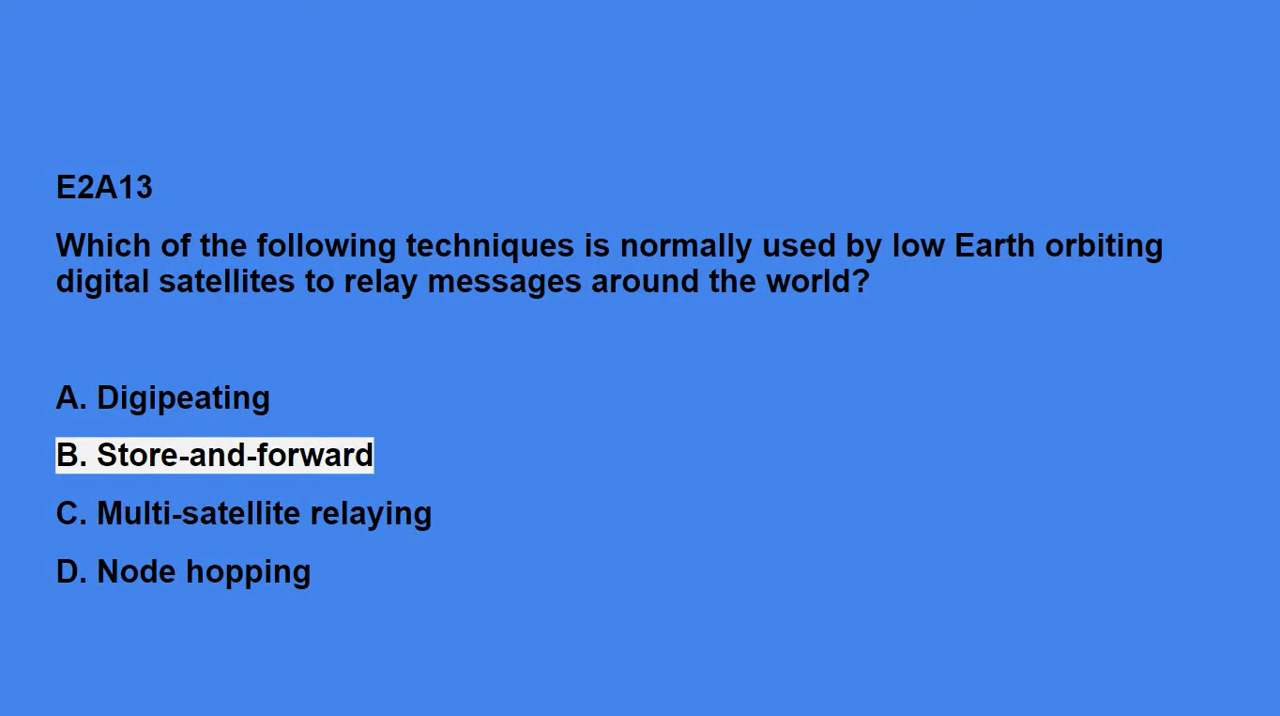 E2A13
Which of the following techniques is normally used by low Earth orbiting
digital satellites to relay messages around the world?
A. Digipeating
B. Store-and-forward
C. Multi-satellite relaying
D. Node hopping